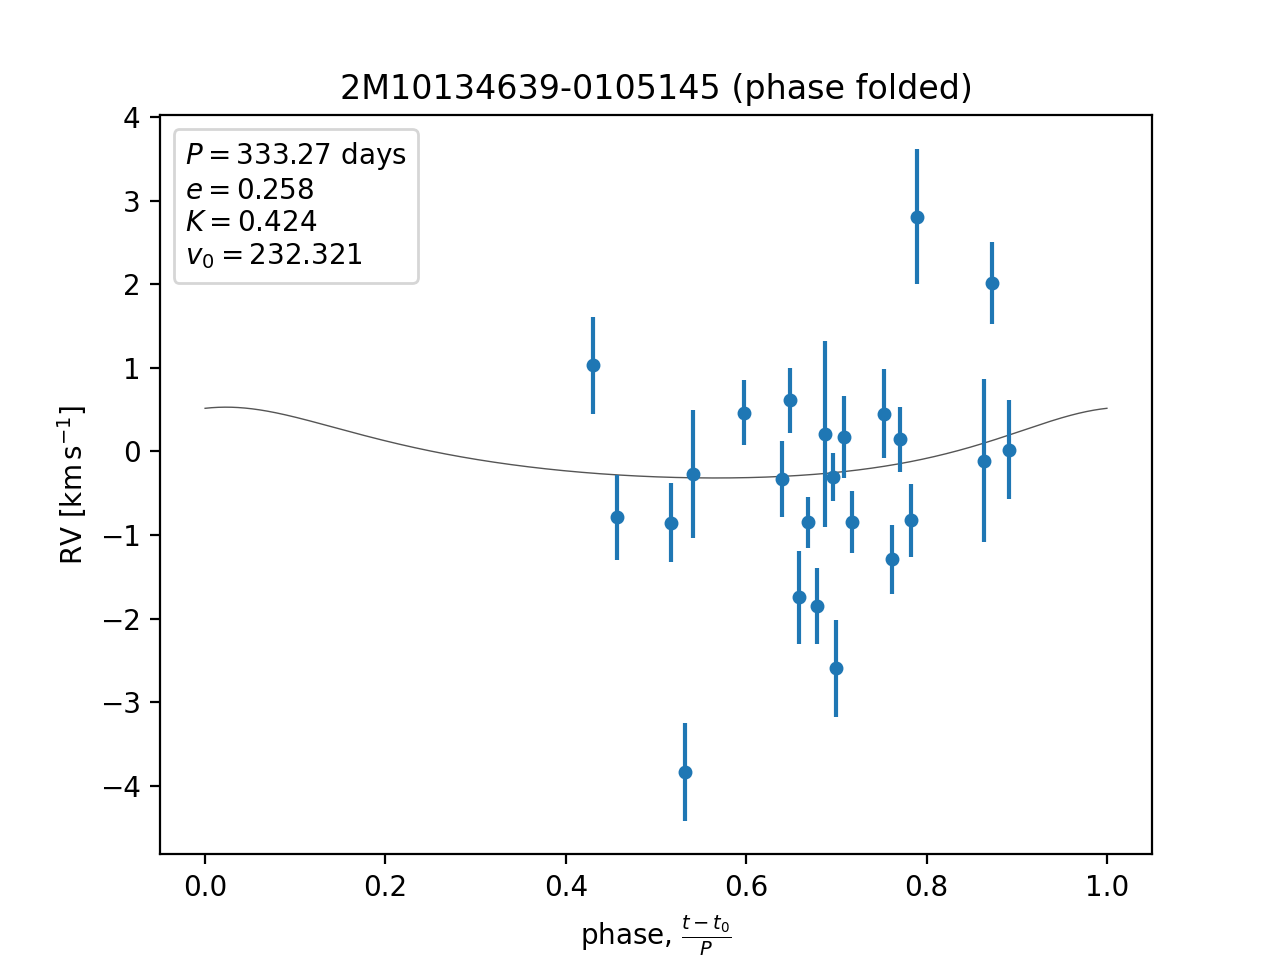 2M10134639-0105145 (phase folded)
P = 333.27 days
e = 0.258
K = 0.424
v₀ = 232.321
4
3
2
1
0
−1
−2
−3
−4
RV [km s⁻¹]
0.0 0.2 0.4 0.6 0.8 1.0
phase, (t − t₀)/P